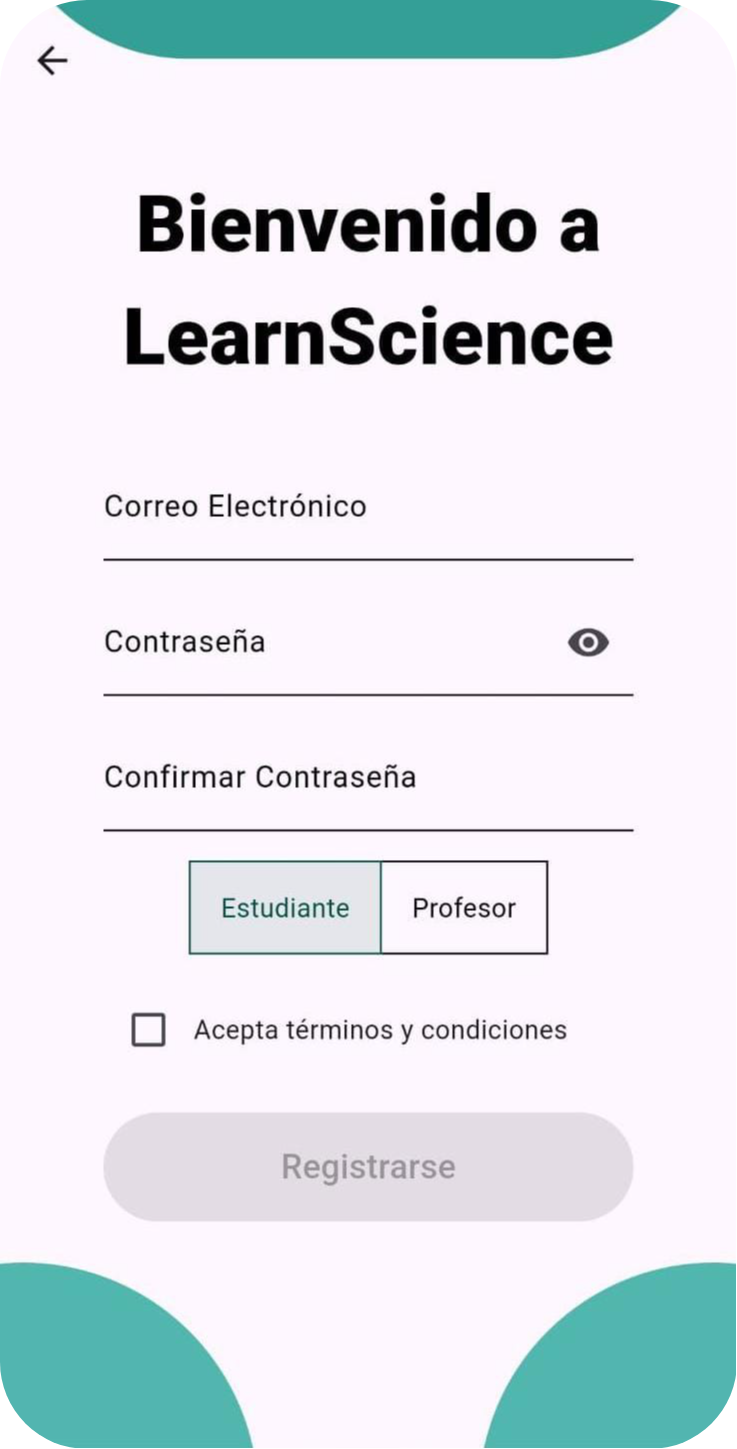 Bienvenido a
LearnScience
Correo Electrónico
Contraseña
Confirmar Contraseña
Estudiante Profesor
Acepta términos y condiciones
Registrarse